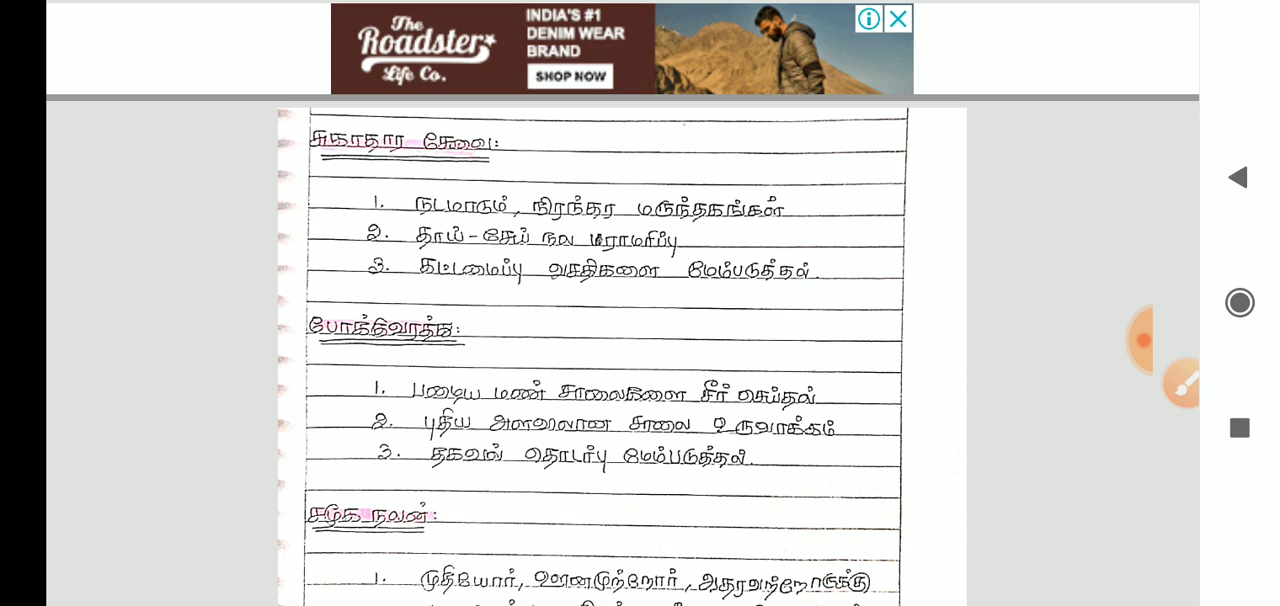 The
Roadster
Life Co.
INDIA'S #1
DENIM WEAR
BRAND
SHOP NOW
சுகாதார சேவை:
1. நடமாடும், நிரந்தர மருந்தகங்கள்
2. தாய் - சேய் நல பராமரிப்பு
3. கட்டமைப்பு வசதிகளை மேம்படுத்தல்.
போக்குவரத்து:
1. பழைய மண் சாலைகளை சீர் செய்தல்
2. புதிய அளவிலான சாலை உருவாக்கம்
3. தகவல் தொடர்பு மேம்படுத்தல்.
சமூக நலன்:
1. முதியோர், ஊனமுற்றோர், ஆதரவற்றோருக்கு